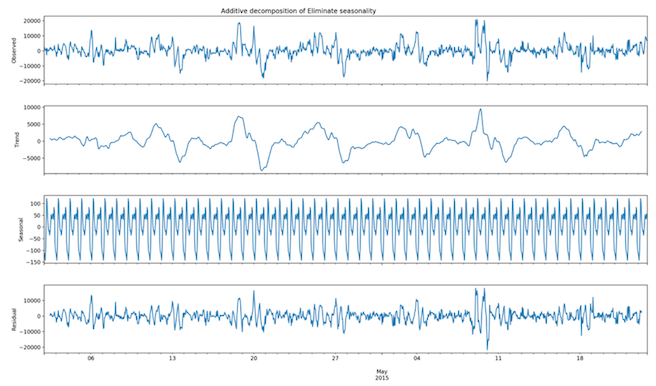 Additive decomposition of Eliminate seasonality
20000
10000
0
−10000
−20000
Observed
10000
5000
0
−5000
Trend
100
50
0
−50
−100
−150
Seasonal
10000
0
−10000
−20000
Residual
06 13 20 27 04 11 18
May
2015